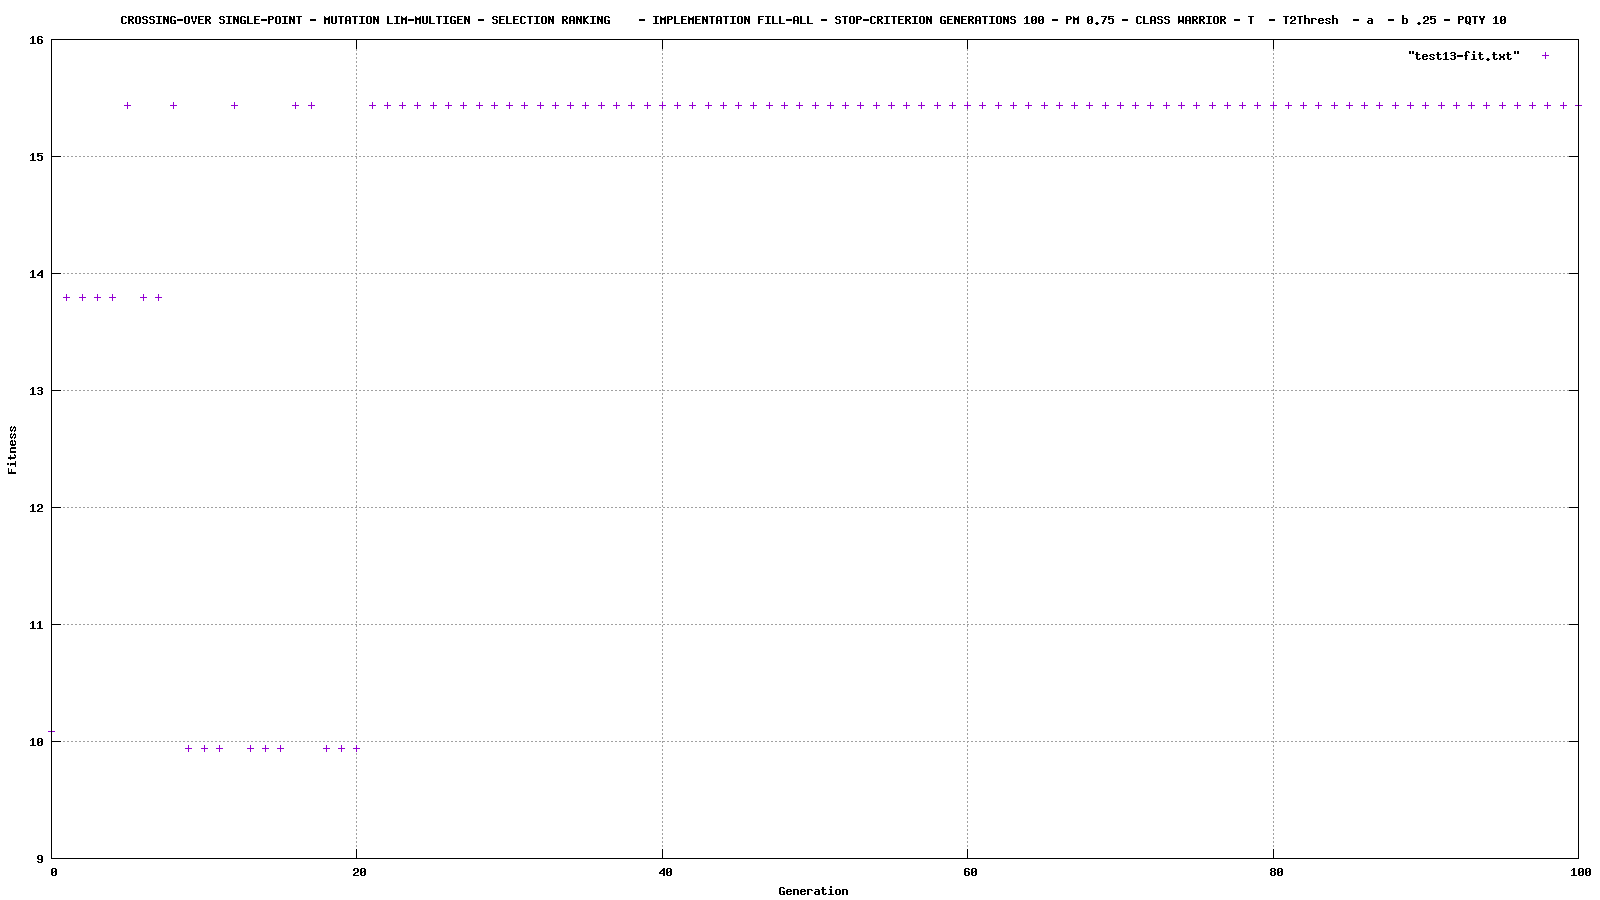 CROSSING-OVER SINGLE-POINT - MUTATION LIM-MULTIGEN - SELECTION RANKING    - IMPLEMENTATION FILL-ALL - STOP-CRITERION GENERATIONS 100 - PM 0.75 - CLASS WARRIOR - T  - T2Thresh  - a  - b .25 - PQTY 10
"test13-fit.txt"
16
15
14
13
12
11
10
9
Fitness
0 20 40 60 80 100
Generation